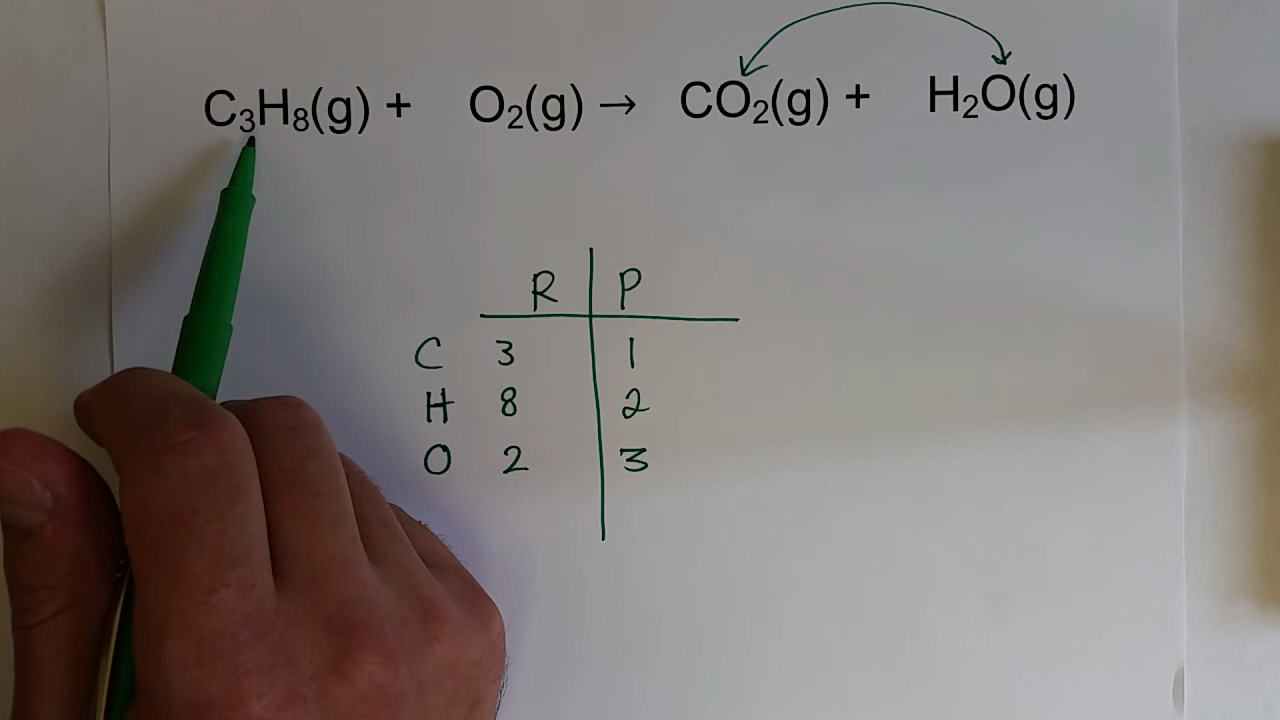 C₃H₈(g) + O₂(g) → CO₂(g) + H₂O(g)
R P
C 3 1
H 8 2
O 2 3